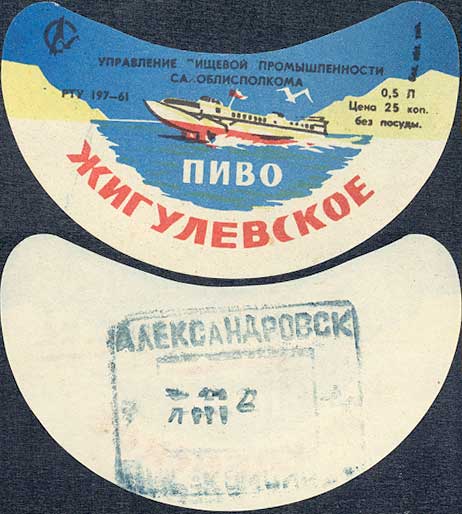 УПРАВЛЕНИЕ ПИЩЕВОЙ ПРОМЫШЛЕННОСТИ
САХОБЛИСПОЛКОМА
РТУ 197-61
0,5 Л
Цена 25 коп.
без посуды.
ПИВО
ЖИГУЛЕВСКОЕ
АЛЕКСАНДРОВСК